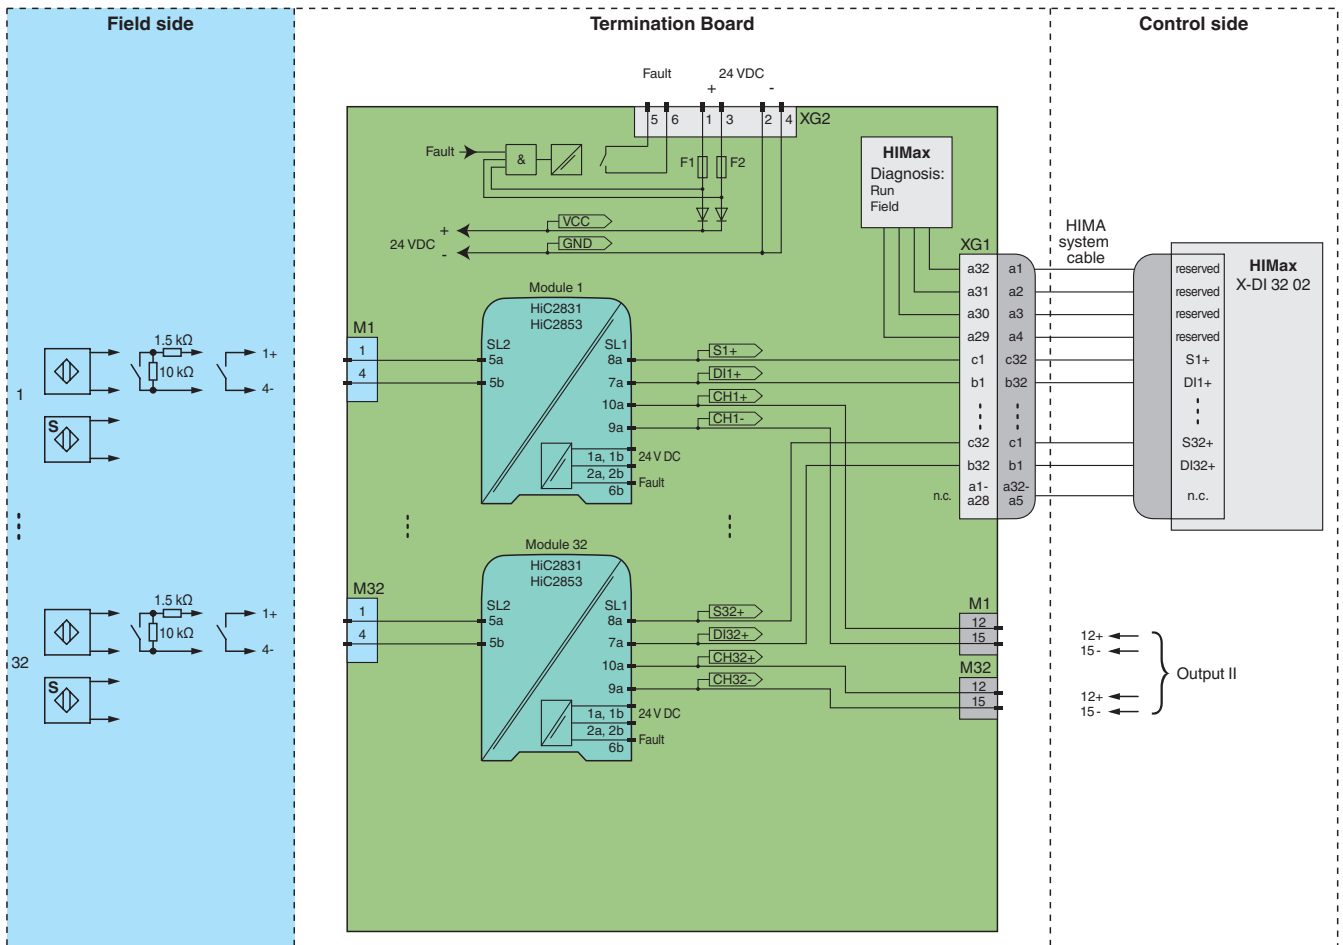 Field side
Termination Board
Control side
Fault
24 VDC
+
-
5
6
1
3
2
4
XG2
Fault
&
F1
F2
VCC
GND
+
24 VDC
-
HIMax
Diagnosis:
Run
Field
HIMA
system
cable
XG1
a32
a1
a31
a2
a30
a3
a29
a4
c1
c32
b1
b32
c32
c1
b32
b1
n.c.
a1-
a28
a32-
a5
HIMax
X-DI 32 02
reserved
reserved
reserved
reserved
S1+
DI1+
S32+
DI32+
n.c.
1
1.5 kΩ
10 kΩ
1+
4-
S
M1
1
4
Module 1
HiC2831
HiC2853
SL2
5a
5b
SL1
8a
7a
10a
9a
1a, 1b
2a, 2b
6b
24 V DC
Fault
S1+
DI1+
CH1+
CH1-
32
1.5 kΩ
10 kΩ
1+
4-
S
M32
1
4
Module 32
HiC2831
HiC2853
SL2
5a
5b
SL1
8a
7a
10a
9a
1a, 1b
2a, 2b
6b
24 V DC
Fault
S32+
DI32+
CH32+
CH32-
M1
12
15
M32
12
15
12+
15-
12+
15-
Output II